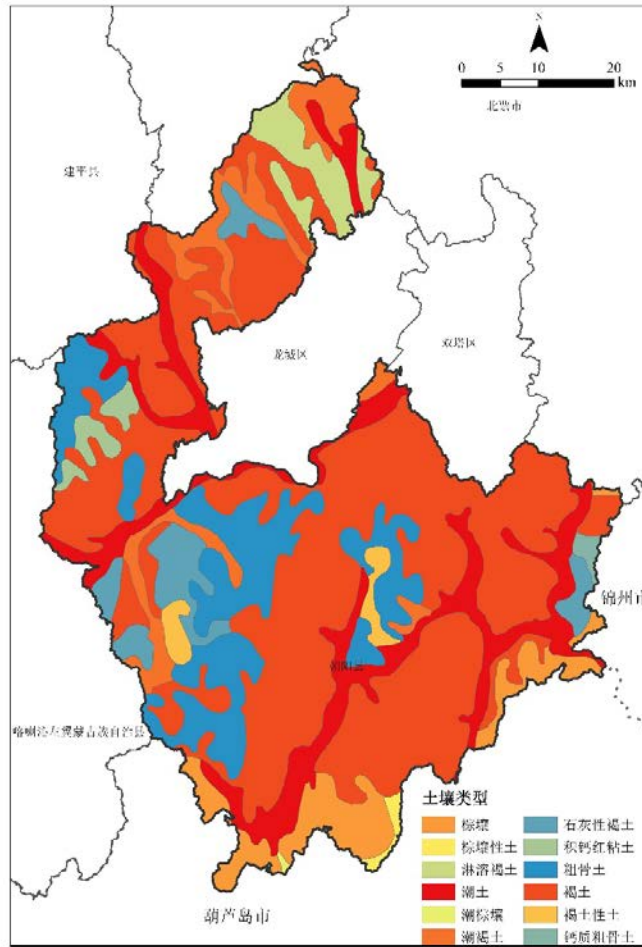 N
0 5 10 20
km
北票市
建平县
龙城区
双塔区
锦州市
朝阳县
喀喇沁左翼蒙古族自治县
葫芦岛市
土壤类型
棕壤
棕壤性土
淋溶褐土
潮土
潮棕壤
潮褐土
石灰性褐土
积钙红粘土
粗骨土
褐土
褐土性土
钙质粗骨土